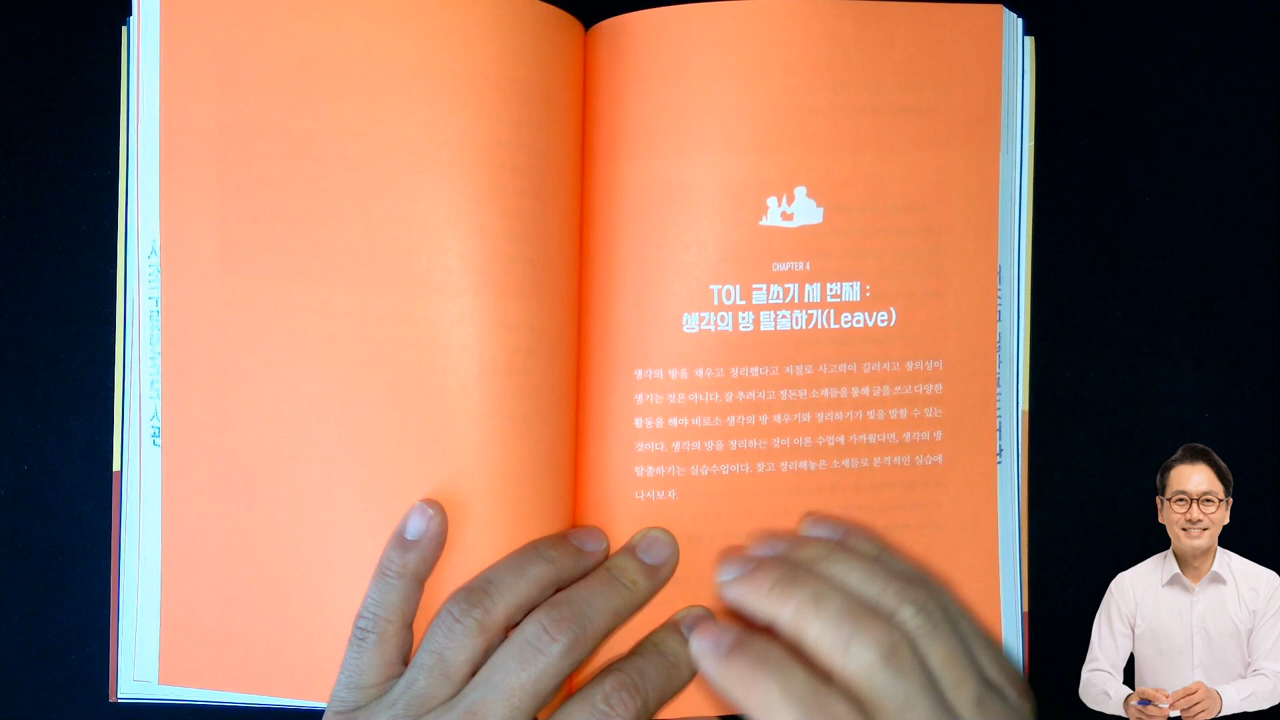 CHAPTER 4
TOL 글쓰기 세 번째 :
생각의 방 탈출하기(Leave)
생각의 방을 채우고 정리했다고 저절로 사고력이 길러지고 창의성이
생기는 것은 아니다. 잘 추려지고 정돈된 소재들을 통해 글을 쓰고 다양한
활동을 해야 비로소 생각의 방 채우기와 정리하기가 빛을 발할 수 있는
것이다. 생각의 방을 정리하는 것이 이론 수업에 가까웠다면, 생각의 방
탈출하기는 실습수업이다. 찾고 정리해놓은 소재들로 본격적인 실습에
나서보자.